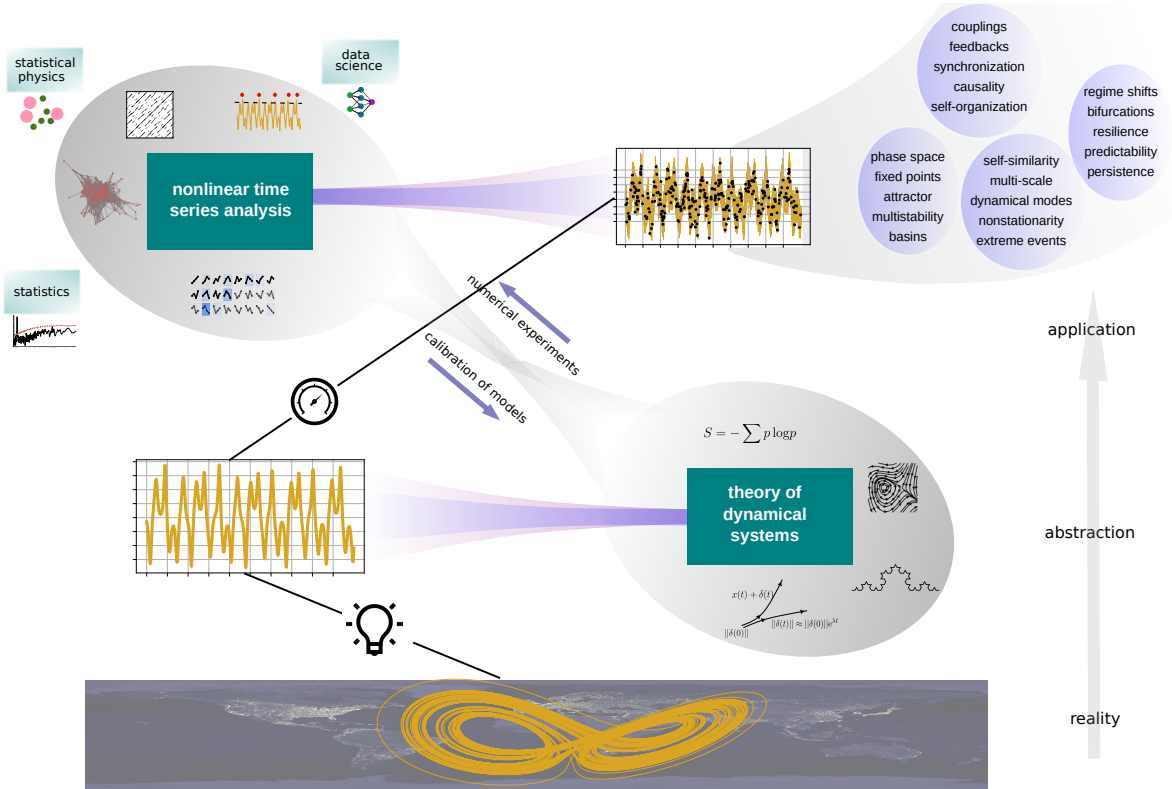 statistical
physics
data
science
nonlinear time
series analysis
statistics
couplings
feedbacks
synchronization
causality
self-organization
regime shifts
bifurcations
resilience
predictability
persistence
phase space
fixed points
attractor
multistability
basins
self-similarity
multi-scale
dynamical modes
nonstationarity
extreme events
numerical experiments
calibration of models
application
abstraction
reality
S = − ∑ p log p
theory of
dynamical
systems
x(t) + δ(t)
||δ(t)|| ≈ ||δ(0)||e^{λt}
||δ(0)||